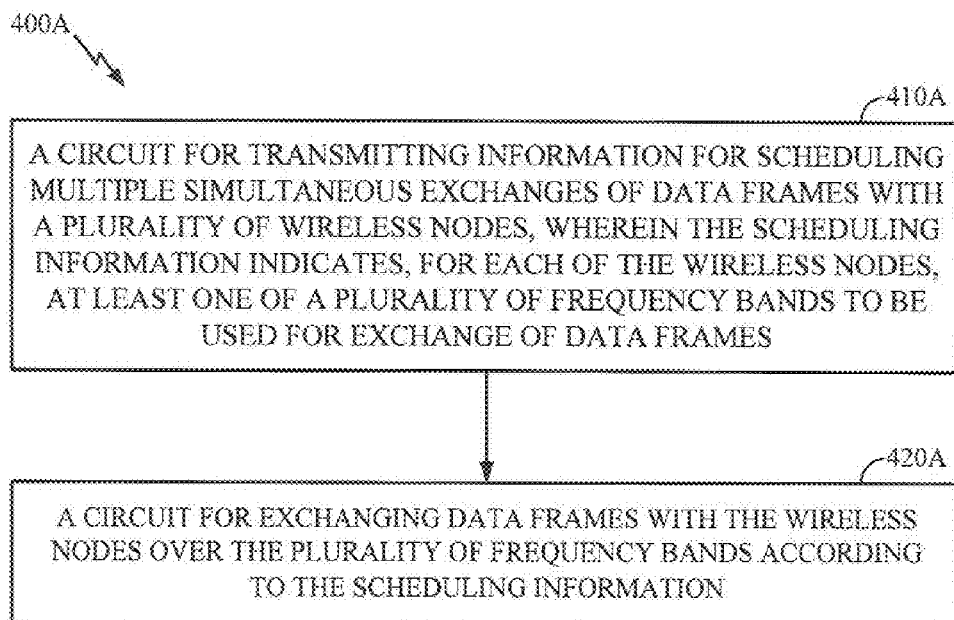 400A
410A
A CIRCUIT FOR TRANSMITTING INFORMATION FOR SCHEDULING
MULTIPLE SIMULTANEOUS EXCHANGES OF DATA FRAMES WITH
A PLURALITY OF WIRELESS NODES, WHEREIN THE SCHEDULING
INFORMATION INDICATES, FOR EACH OF THE WIRELESS NODES,
AT LEAST ONE OF A PLURALITY OF FREQUENCY BANDS TO BE
USED FOR EXCHANGE OF DATA FRAMES
420A
A CIRCUIT FOR EXCHANGING DATA FRAMES WITH THE WIRELESS
NODES OVER THE PLURALITY OF FREQUENCY BANDS ACCORDING
TO THE SCHEDULING INFORMATION